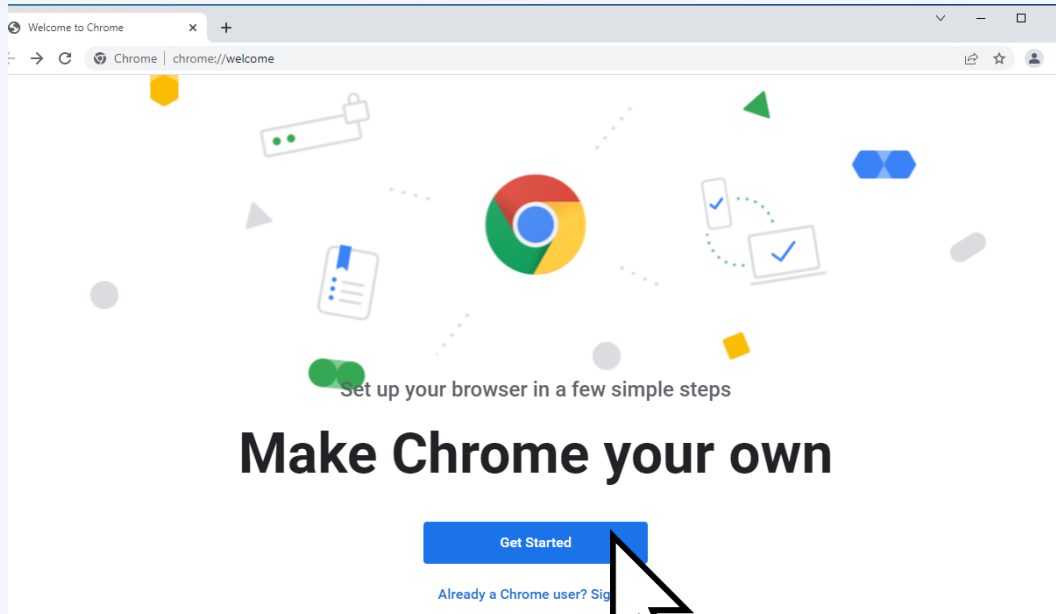 Welcome to Chrome
Chrome | chrome://welcome
Set up your browser in a few simple steps
Make Chrome your own
Get Started
Already a Chrome user?